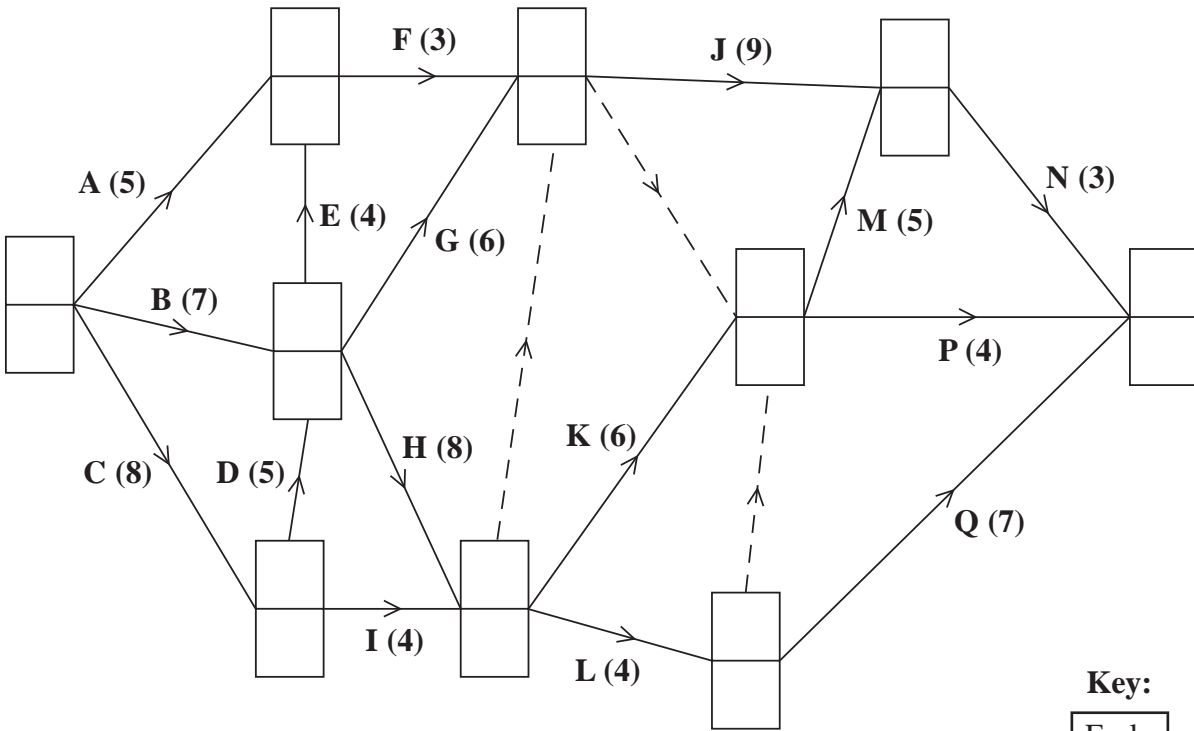 F (3)
J (9)
A (5)
E (4)
G (6)
N (3)
M (5)
B (7)
P (4)
K (6)
H (8)
C (8)
D (5)
Q (7)
I (4)
L (4)
Key: